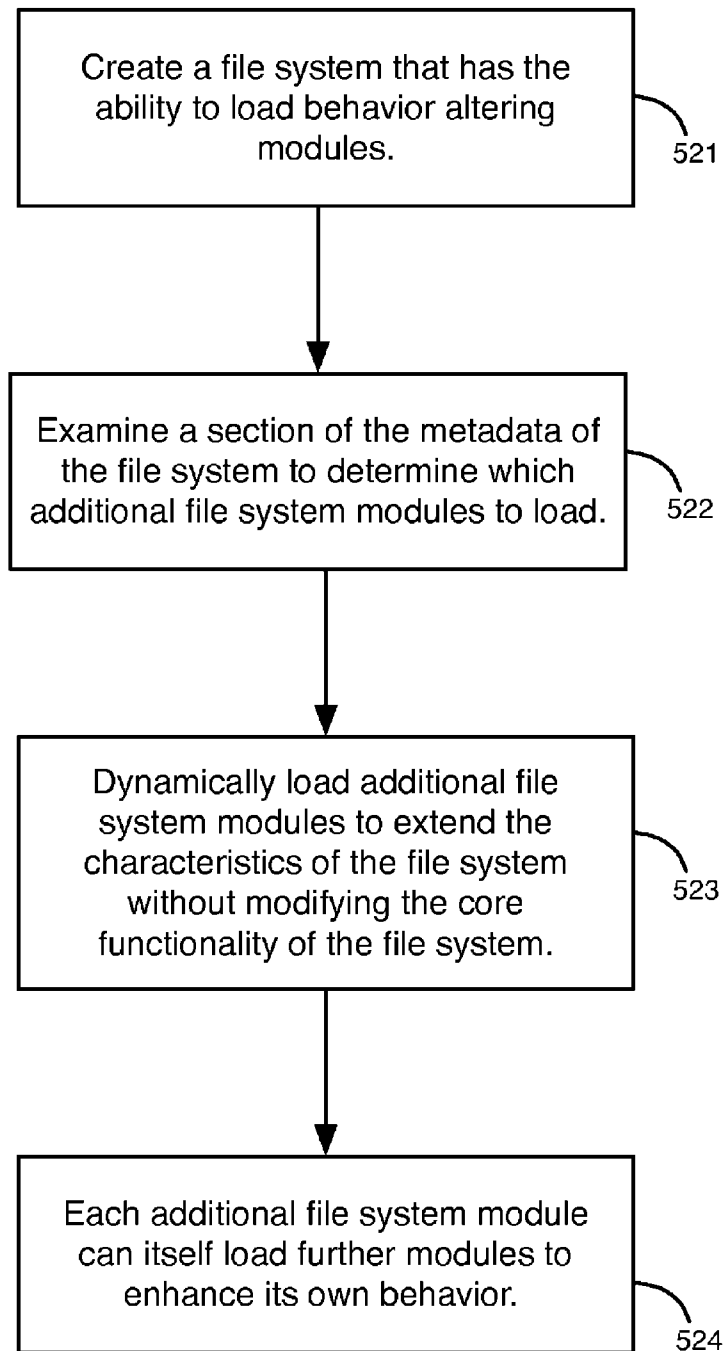 Create a file system that has the
ability to load behavior altering
modules.
521
Examine a section of the metadata of
the file system to determine which
additional file system modules to load.
522
Dynamically load additional file
system modules to extend the
characteristics of the file system
without modifying the core
functionality of the file system.
523
Each additional file system module
can itself load further modules to
enhance its own behavior.
524